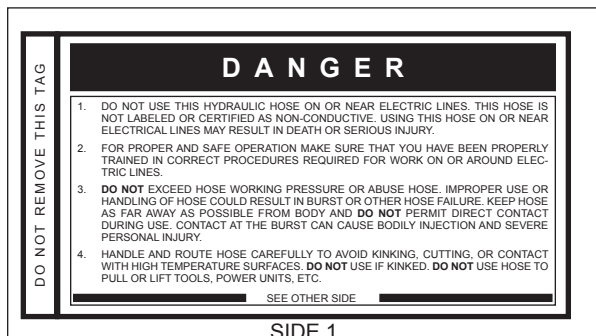 DO NOT REMOVE THIS TAG
DANGER
1. DO NOT USE THIS HYDRAULIC HOSE ON OR NEAR ELECTRIC LINES. THIS HOSE IS
NOT LABELED OR CERTIFIED AS NON-CONDUCTIVE. USING THIS HOSE ON OR NEAR
ELECTRICAL LINES MAY RESULT IN DEATH OR SERIOUS INJURY.
2. FOR PROPER AND SAFE OPERATION MAKE SURE THAT YOU HAVE BEEN PROPERLY
TRAINED IN CORRECT PROCEDURES REQUIRED FOR WORK ON OR AROUND ELEC-
TRIC LINES.
3. DO NOT EXCEED HOSE WORKING PRESSURE OR ABUSE HOSE. IMPROPER USE OR
HANDLING OF HOSE COULD RESULT IN BURST OR OTHER HOSE FAILURE. KEEP HOSE
AS FAR AWAY AS POSSIBLE FROM BODY AND DO NOT PERMIT DIRECT CONTACT
DURING USE. CONTACT AT THE BURST CAN CAUSE BODILY INJECTION AND SEVERE
PERSONAL INJURY.
4. HANDLE AND ROUTE HOSE CAREFULLY TO AVOID KINKING, CUTTING, OR CONTACT
WITH HIGH TEMPERATURE SURFACES. DO NOT USE IF KINKED. DO NOT USE HOSE TO
PULL OR LIFT TOOLS, POWER UNITS, ETC.
SEE OTHER SIDE
SIDE 1